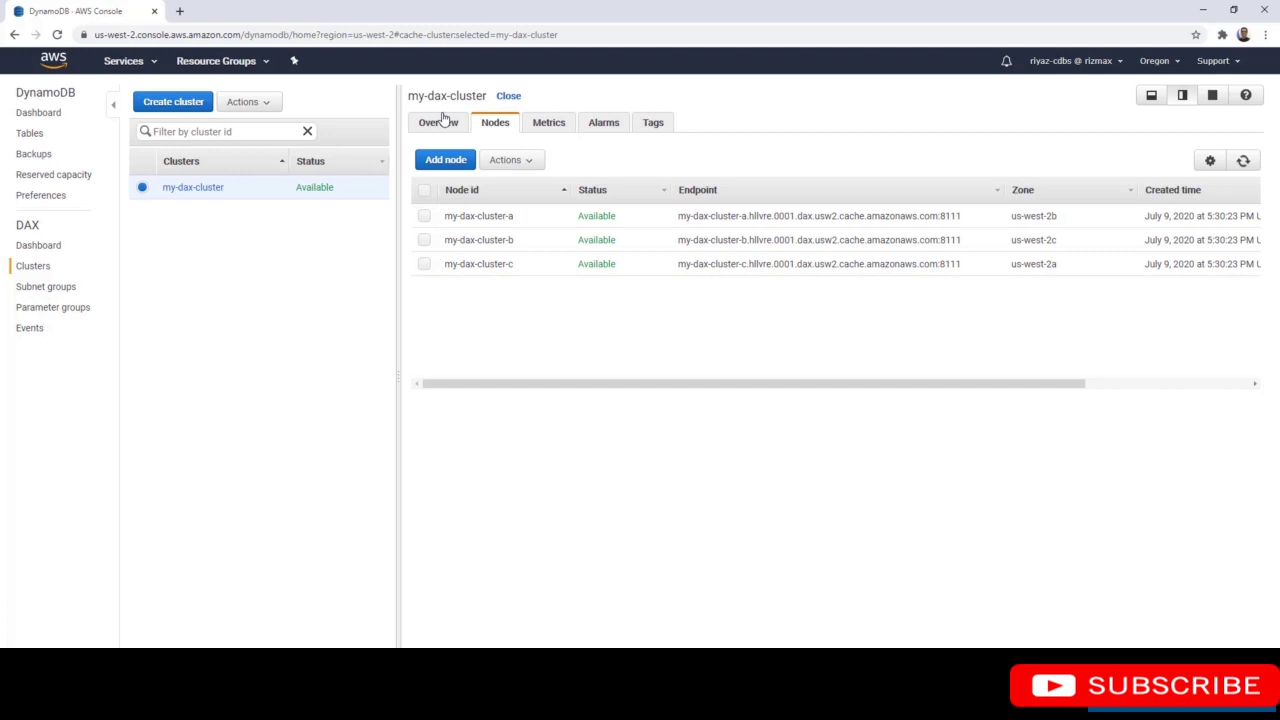 DynamoDB · AWS Console
us-west-2.console.aws.amazon.com/dynamodb/home?region=us-west-2#cache-cluster:selected=my-dax-cluster
aws Services Resource Groups riyaz-cdbs @ rizmax Oregon Support
DynamoDB
Dashboard
Tables
Backups
Reserved capacity
Preferences
DAX
Dashboard
Clusters
Subnet groups
Parameter groups
Events
Create cluster Actions
Filter by cluster id
Clusters Status
my-dax-cluster Available
my-dax-cluster Close
Overview Nodes Metrics Alarms Tags
Add node Actions
Node id Status Endpoint Zone Created time
my-dax-cluster-a Available my-dax-cluster-a.hllvre.0001.dax.usw2.cache.amazonaws.com:8111 us-west-2b July 9, 2020 at 5:30:23 PM U
my-dax-cluster-b Available my-dax-cluster-b.hllvre.0001.dax.usw2.cache.amazonaws.com:8111 us-west-2c July 9, 2020 at 5:30:23 PM U
my-dax-cluster-c Available my-dax-cluster-c.hllvre.0001.dax.usw2.cache.amazonaws.com:8111 us-west-2a July 9, 2020 at 5:30:23 PM U
SUBSCRIBE